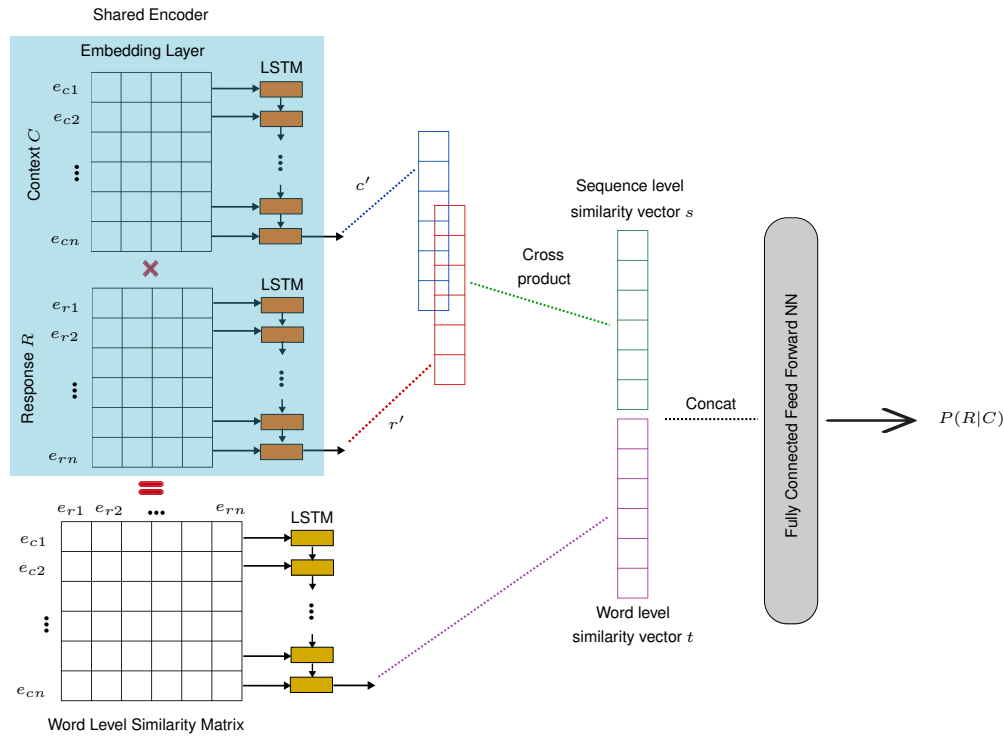 Shared Encoder
Embedding Layer
LSTM
e_{c1}
e_{c2}
Context C
...
e_{cn}
×
LSTM
e_{r1}
e_{r2}
Response R
...
e_{rn}
=
e_{r1} e_{r2} ... e_{rn}
LSTM
e_{c1}
e_{c2}
...
e_{cn}
Word Level Similarity Matrix
c′
r′
Cross
product
Sequence level
similarity vector s
Word level
similarity vector t
Concat
Fully Connected Feed Forward NN
P(R|C)